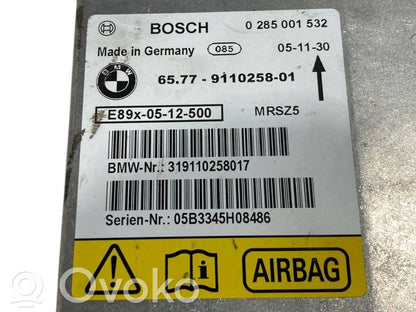 BOSCH 0 285 001 532
Made in Germany 085 05-11-30
BMW
65.77 - 9110258-01
E89x-05-12-500 MRSZ5
BMW-Nr.: 319110258017
Serien-Nr.: 05B3345H08486
AIRBAG
ovoko